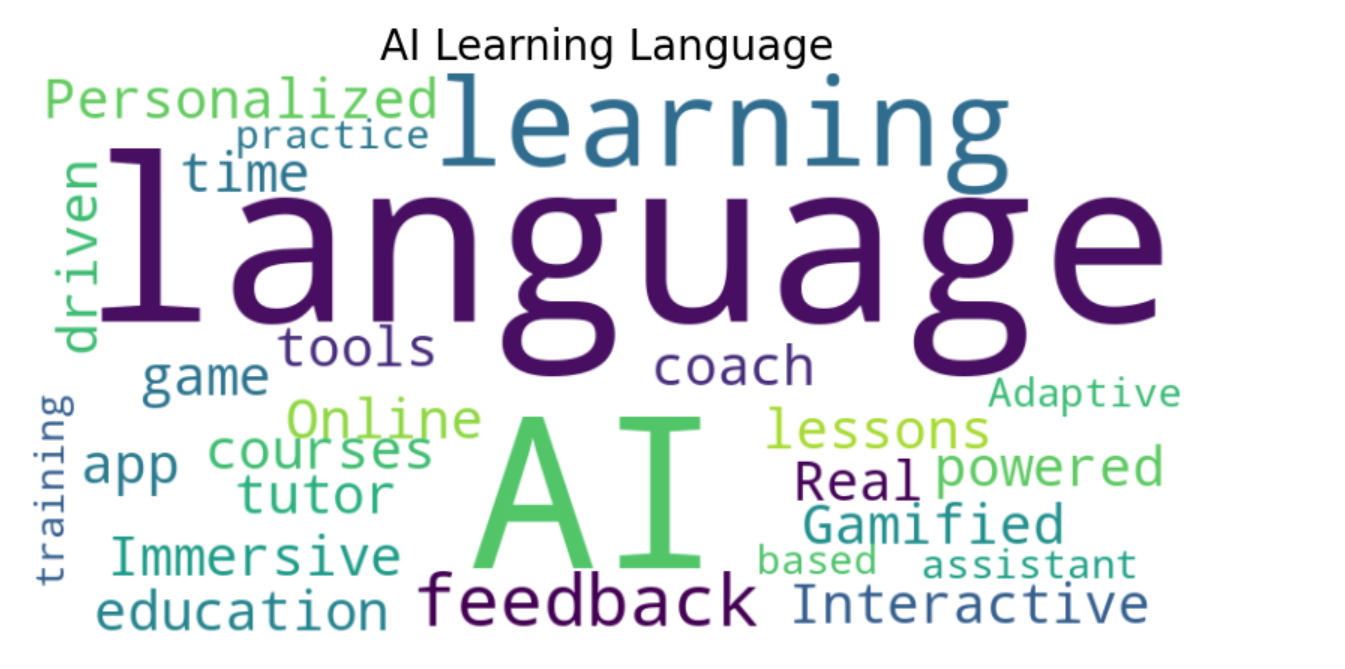 AI Learning Language
Personalized
learning
practice
time
driven
language
tools
coach
game
Adaptive
training
Online
lessons
AI
courses
app
Real
powered
tutor
Gamified
Immersive
based
assistant
education
feedback
Interactive